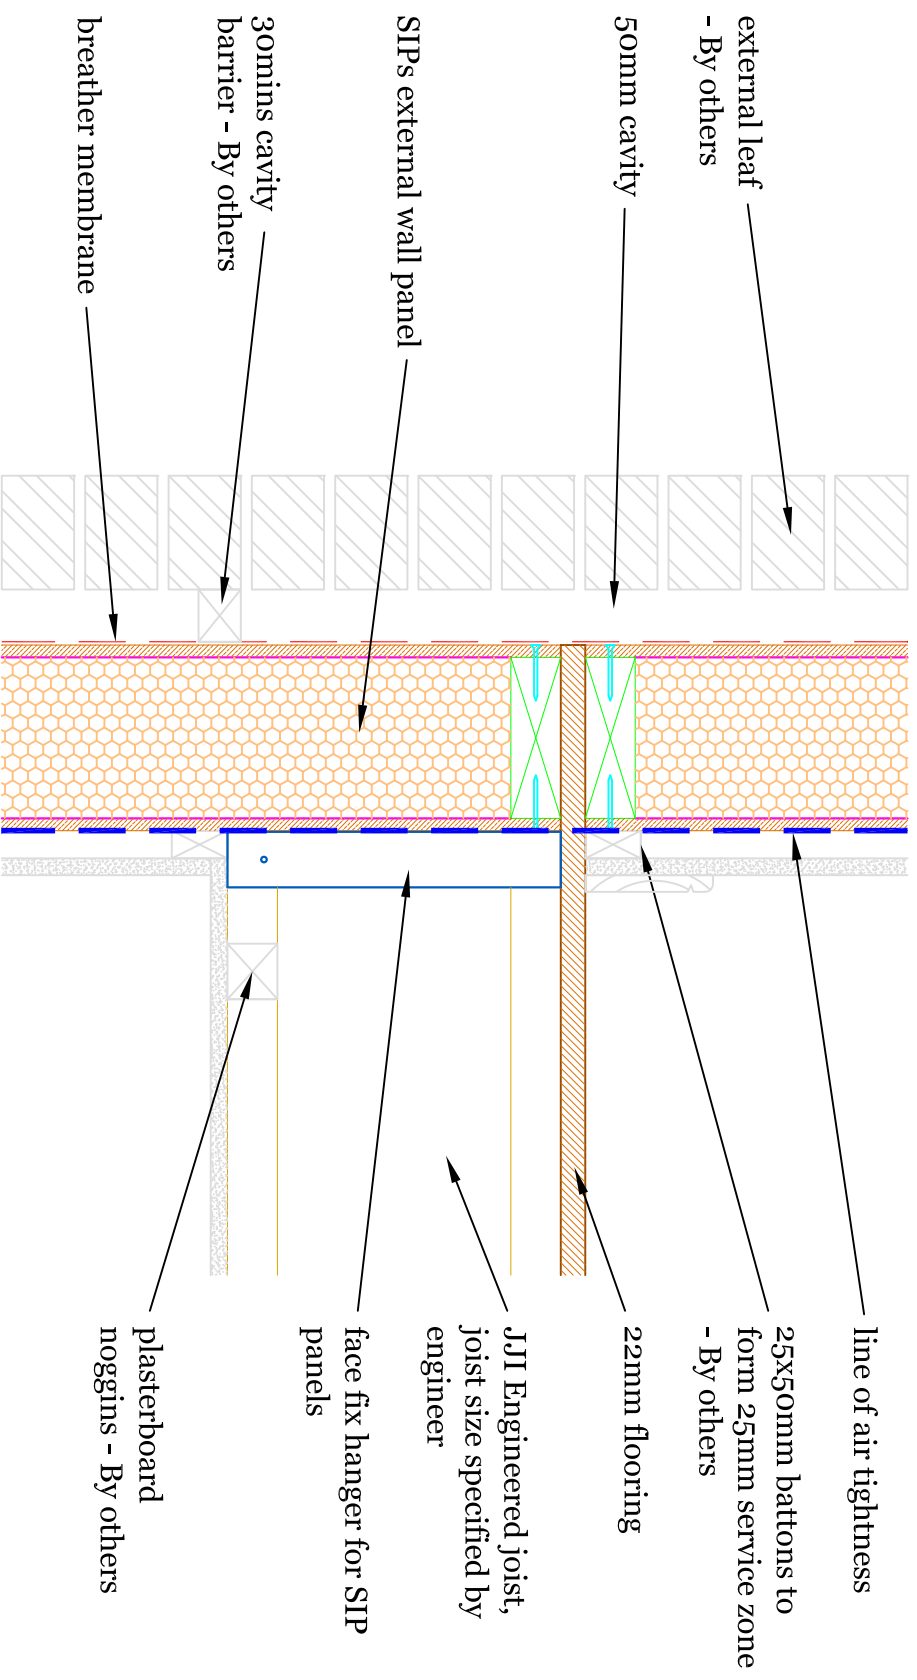 external leaf
- By others
50mm cavity
SIPs external wall panel
30mins cavity
barrier - By others
breather membrane
line of air tightness
25x50mm battons to
form 25mm service zone
- By others
22mm flooring
JJI Engineered joist,
joist size specified by
engineer
face fix hanger for SIP
panels
plasterboard
noggins - By others